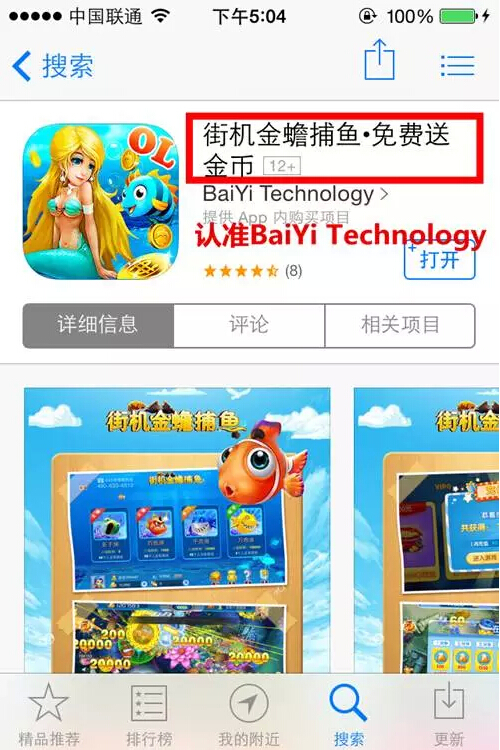 中国联通 下午5:04 100%
搜索
OL
街机金蟾捕鱼•免费送
金币 12+
BaiYi Technology
提供 App 内购买项目
认准BaiYi Technology
(8)
+打开
详细信息 评论 相关项目
街机金蟾捕鱼
街机金蟾捕鱼
街机金蟾捕鱼
20000
20000
20000
精品推荐 排行榜 我的附近 搜索 更新